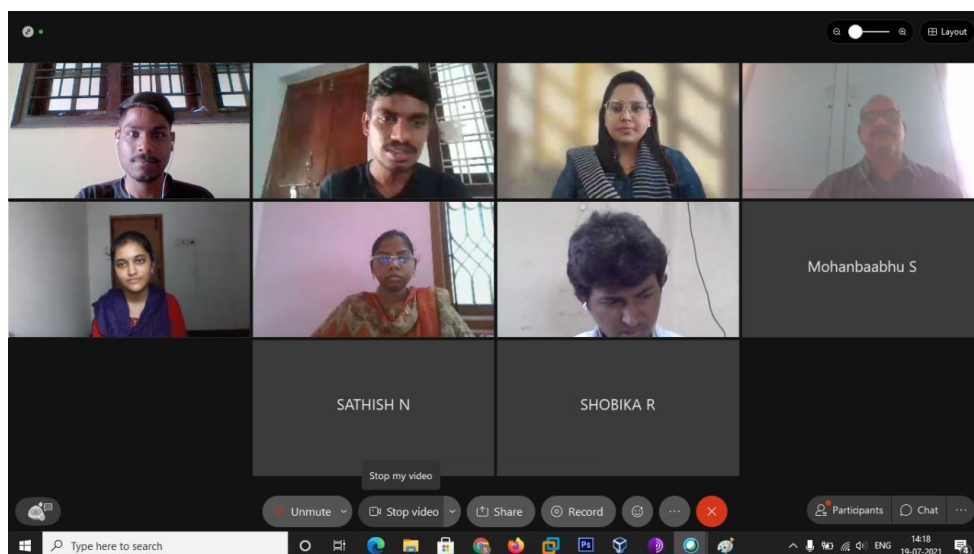 Layout
Mohanbaabhu S
SATHISH N
SHOBIKA R
Stop my video
Unmute
Stop video
Share
Record
Participants
Chat
Type here to search
Ps
ENG
14:18
19-07-2021